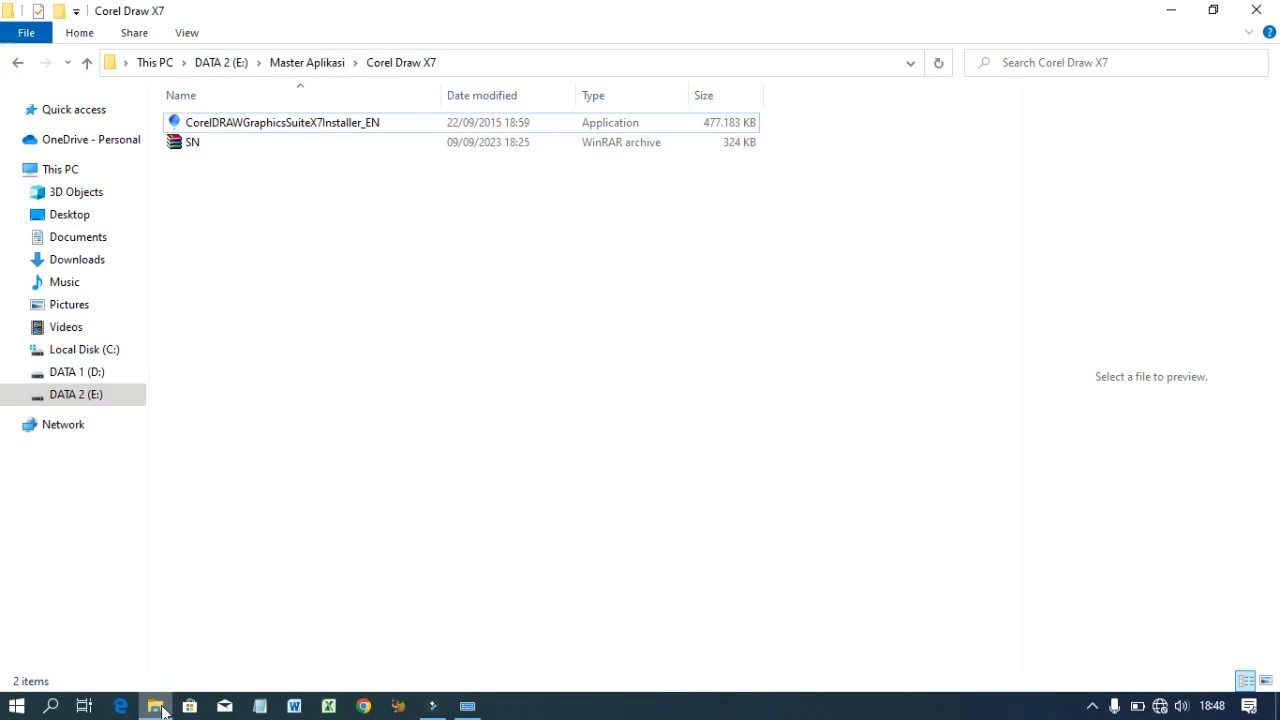 Corel Draw X7
File Home Share View
This PC DATA 2 (E:) Master Aplikasi Corel Draw X7
Search Corel Draw X7
Name Date modified Type Size
CorelDRAWGraphicsSuiteX7Installer_EN 22/09/2015 18:59 Application 477.183 KB
SN 09/09/2023 18:25 WinRAR archive 324 KB
Quick access
OneDrive - Personal
This PC
3D Objects
Desktop
Documents
Downloads
Music
Pictures
Videos
Local Disk (C:)
DATA 1 (D:)
DATA 2 (E:)
Network
Select a file to preview.
2 items
18:48